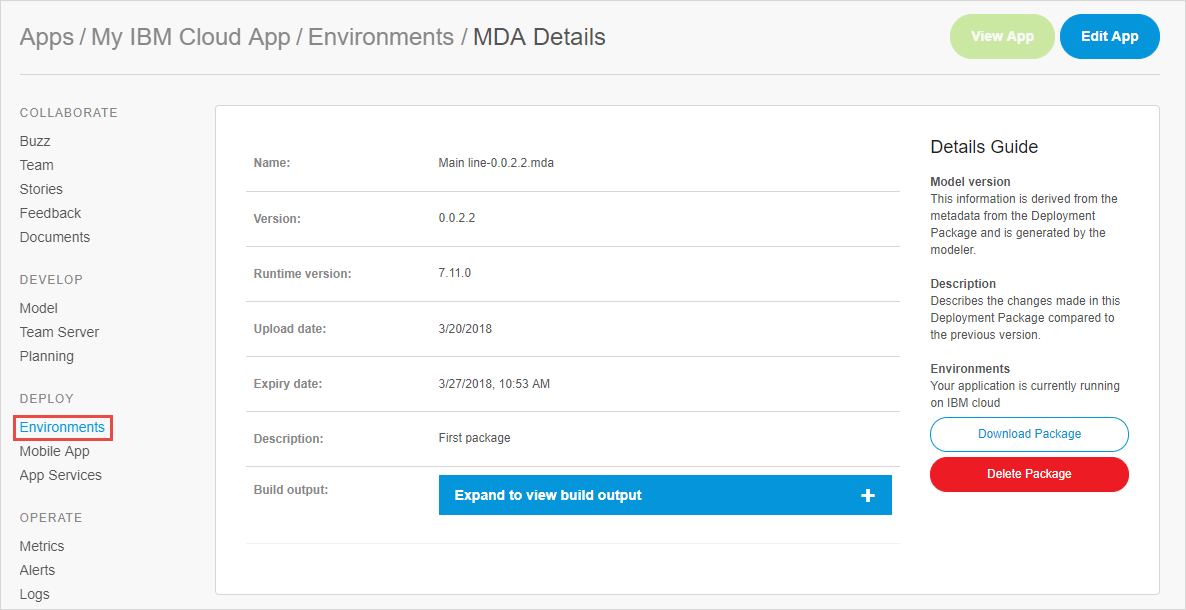 Apps / My IBM Cloud App / Environments / MDA Details
View App
Edit App
COLLABORATE
Buzz
Team
Stories
Feedback
Documents
DEVELOP
Model
Team Server
Planning
DEPLOY
Environments
Mobile App
App Services
OPERATE
Metrics
Alerts
Logs
Name: Main line-0.0.2.2.mda
Version: 0.0.2.2
Runtime version: 7.11.0
Upload date: 3/20/2018
Expiry date: 3/27/2018, 10:53 AM
Description: First package
Build output: Expand to view build output +
Details Guide
Model version
This information is derived from the
metadata from the Deployment
Package and is generated by the
modeler.
Description
Describes the changes made in this
Deployment Package compared to
the previous version.
Environments
Your application is currently running
on IBM cloud
Download Package
Delete Package